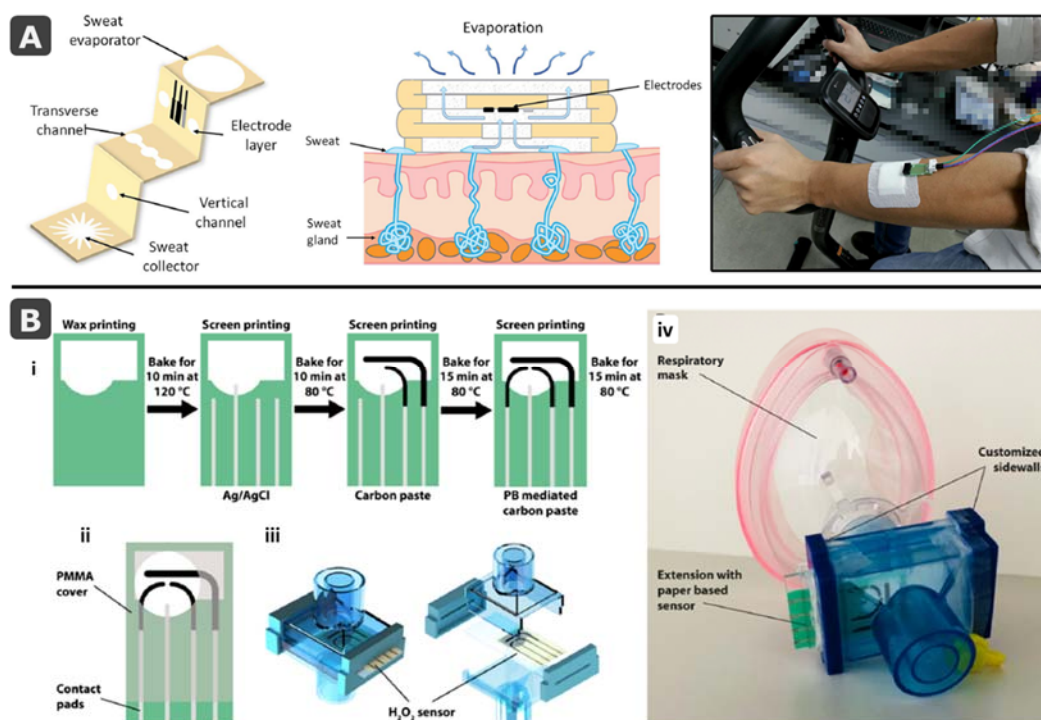 A
Sweat
evaporator
Transverse
channel
Electrode
layer
Vertical
channel
Sweat
collector
Evaporation
Electrodes
Sweat
Sweat
gland
B
i
Wax printing
Bake for
10 min at
120 °C
Screen printing
Ag/AgCl
Bake for
10 min at
80 °C
Screen printing
Carbon paste
Bake for
15 min at
80 °C
Screen printing
PB mediated
carbon paste
Bake for
15 min at
80 °C
ii
PMMA
cover
Contact
pads
iii
H₂O₂ sensor
iv
Respiratory
mask
Customized
sidewalls
Extension with
paper based
sensor